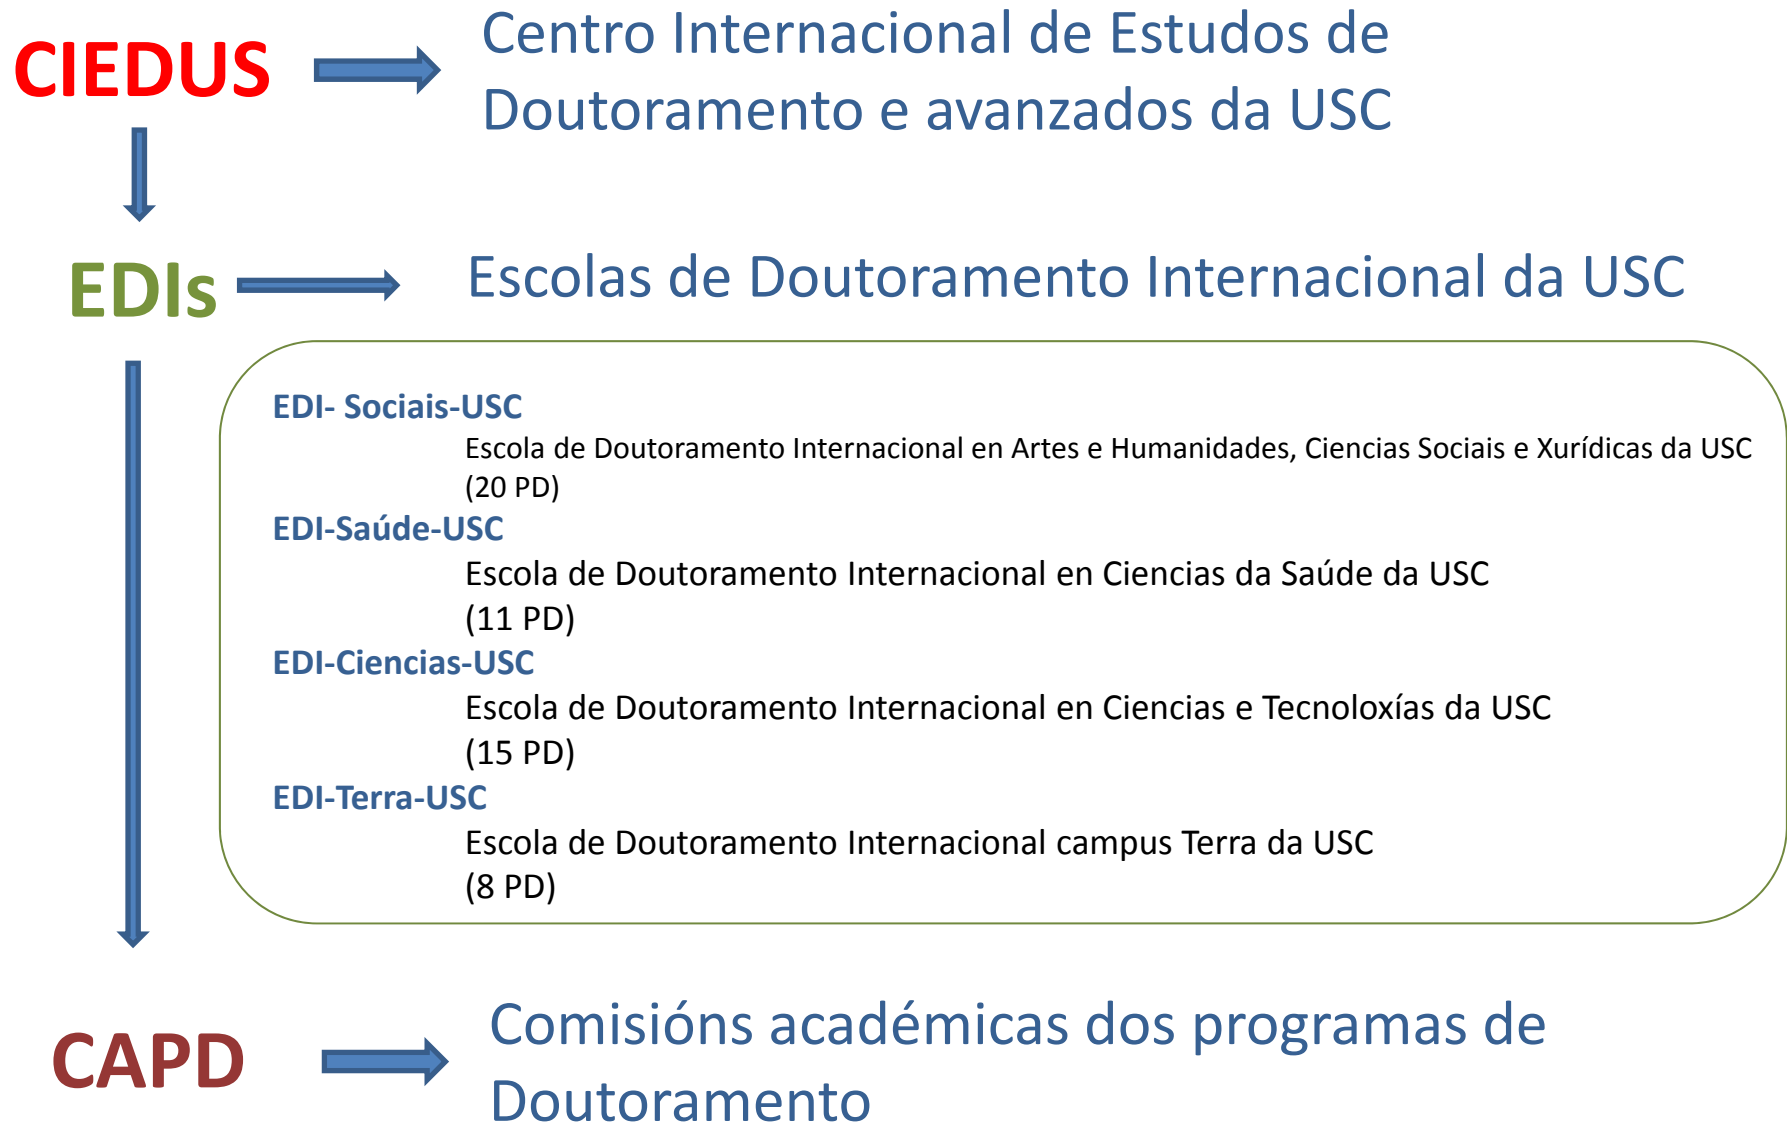 CIEDUS
Centro Internacional de Estudos de
Doutoramento e avanzados da USC
EDIs
Escolas de Doutoramento Internacional da USC
EDI- Sociais-USC
Escola de Doutoramento Internacional en Artes e Humanidades, Ciencias Sociais e Xurídicas da USC
(20 PD)
EDI-Saúde-USC
Escola de Doutoramento Internacional en Ciencias da Saúde da USC
(11 PD)
EDI-Ciencias-USC
Escola de Doutoramento Internacional en Ciencias e Tecnoloxías da USC
(15 PD)
EDI-Terra-USC
Escola de Doutoramento Internacional campus Terra da USC
(8 PD)
CAPD
Comisións académicas dos programas de
Doutoramento